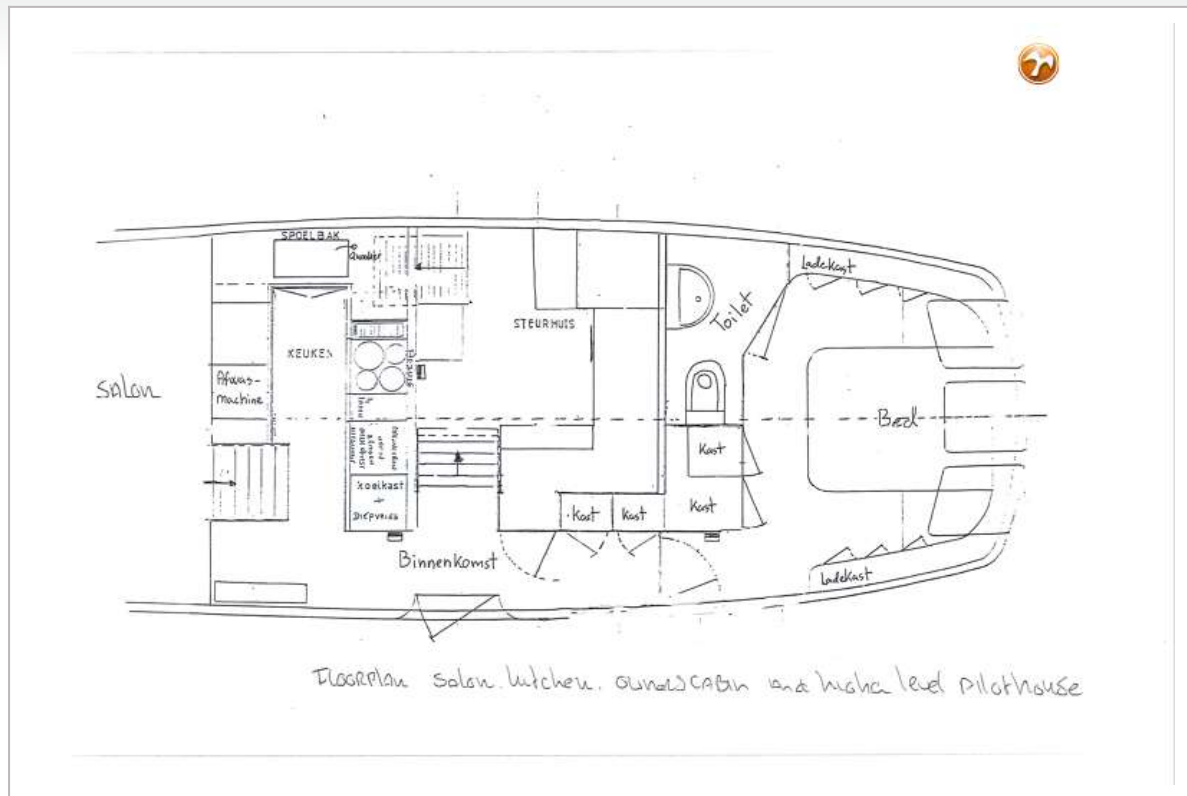 SPOELBAK
Quooker
Ladekast
Toilet
STEURHUIS
KEUKEN
Salon
Afwas-
machine
Bed
Kast
koelkast
+
Diepvries
Kast
Kast
Kast
Binnenkomst
Ladekast
FLOORPLAN salon. kitchen. OWNERSCABIN and higher level pilothouse